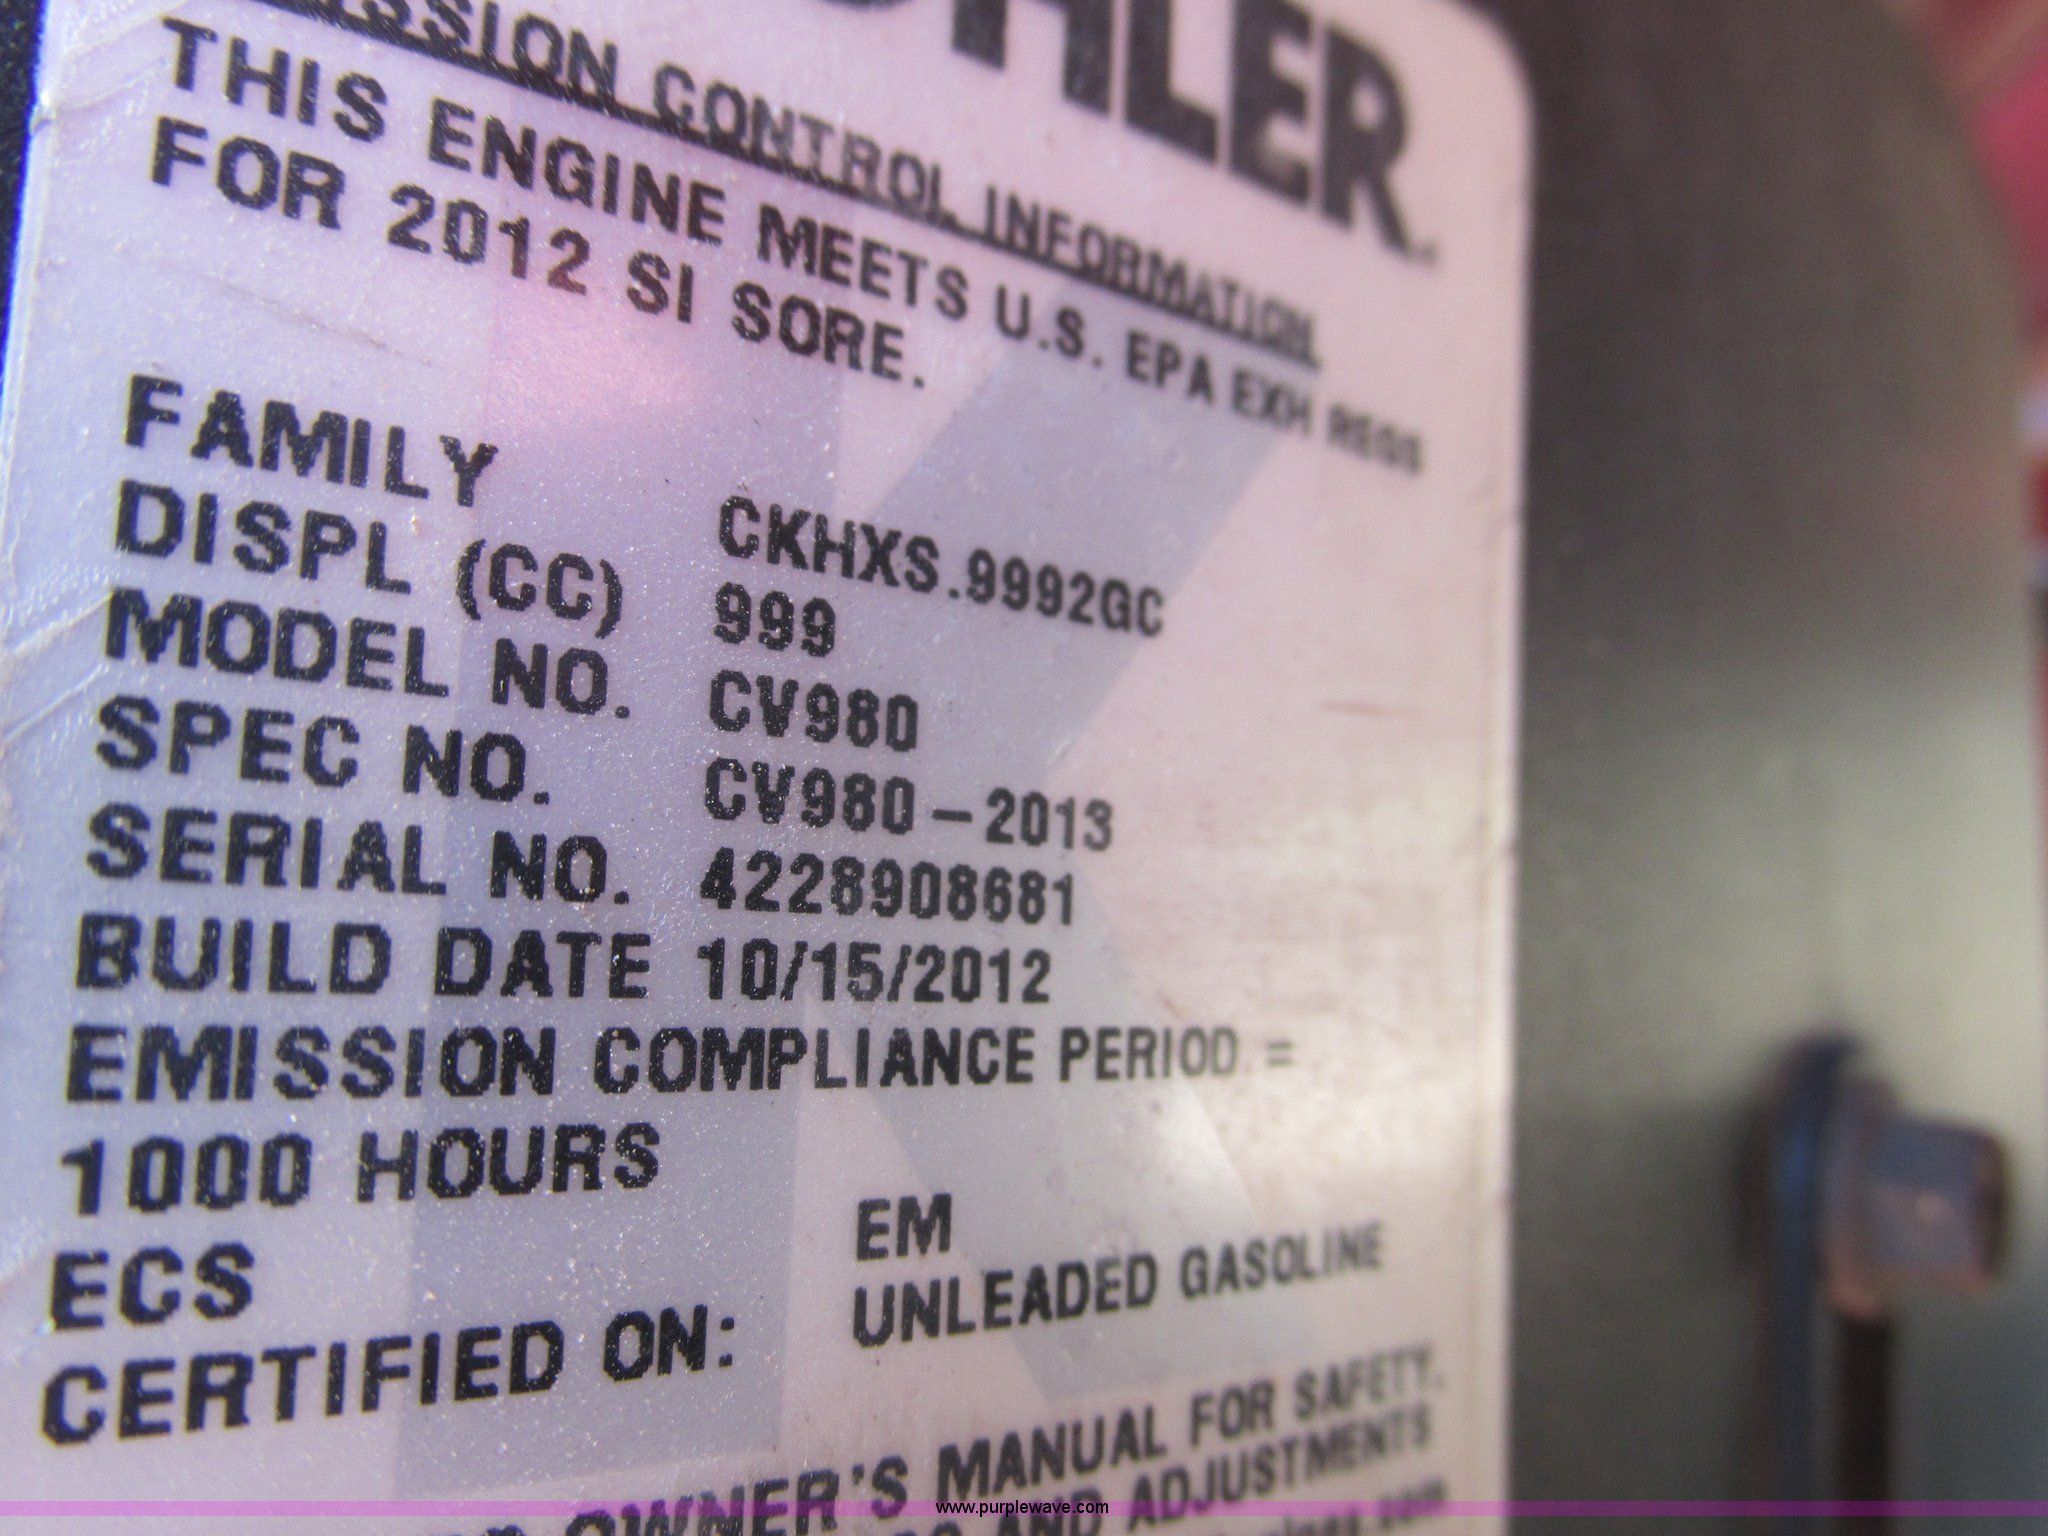 OHLER
ISSION CONTROL INFORMATION
THIS ENGINE MEETS U.S. EPA EXH REGS
FOR 2012 SI SORE.
FAMILY CKHXS.9992GC
DISPL (CC) 999
MODEL NO. CV980
SPEC NO. CV980-2013
SERIAL NO. 4228908681
BUILD DATE 10/15/2012
EMISSION COMPLIANCE PERIOD =
1000 HOURS
ECS EM
CERTIFIED ON: UNLEADED GASOLINE
OWNER'S MANUAL FOR SAFETY,
AND ADJUSTMENTS
www.purplewave.com